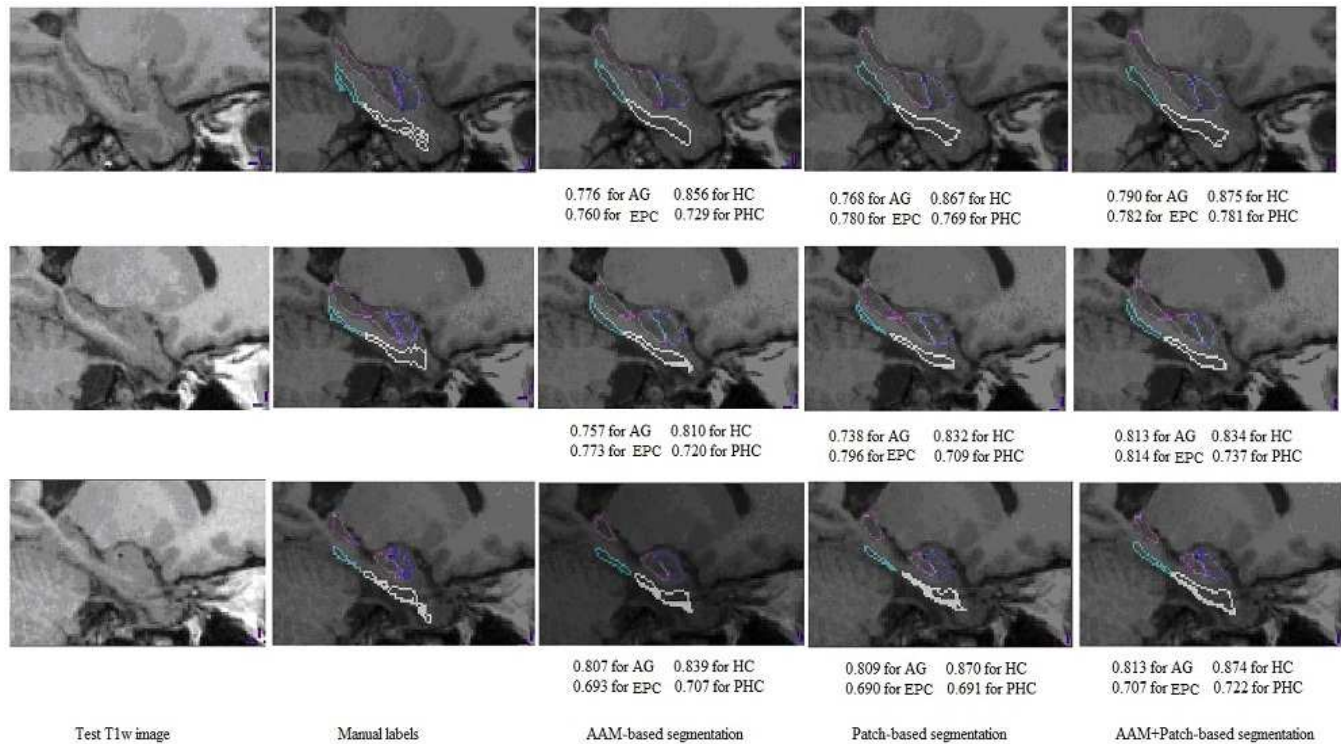 0.776 for AG 0.856 for HC
0.760 for EPC 0.729 for PHC
0.768 for AG 0.867 for HC
0.780 for EPC 0.769 for PHC
0.790 for AG 0.875 for HC
0.782 for EPC 0.781 for PHC
0.757 for AG 0.810 for HC
0.773 for EPC 0.720 for PHC
0.738 for AG 0.832 for HC
0.796 for EPC 0.709 for PHC
0.813 for AG 0.834 for HC
0.814 for EPC 0.737 for PHC
0.807 for AG 0.839 for HC
0.693 for EPC 0.707 for PHC
0.809 for AG 0.870 for HC
0.690 for EPC 0.691 for PHC
0.813 for AG 0.874 for HC
0.707 for EPC 0.722 for PHC
Test T1w image
Manual labels
AAM-based segmentation
Patch-based segmentation
AAM+Patch-based segmentation